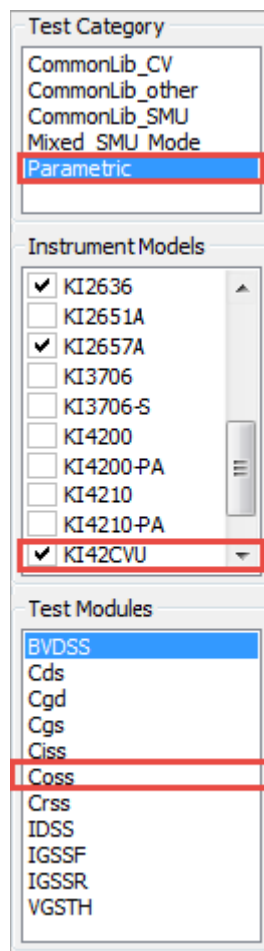 Test Category
CommonLib_CV
CommonLib_other
CommonLib_SMU
Mixed_SMU_Mode
Parametric
Instrument Models
KI2636
KI2651A
KI2657A
KI3706
KI3706-S
KI4200
KI4200-PA
KI4210
KI4210-PA
KI42CVU
Test Modules
BVDSS
Cds
Cgd
Cgs
Ciss
Coss
Crss
IDSS
IGSSF
IGSSR
VGSTH